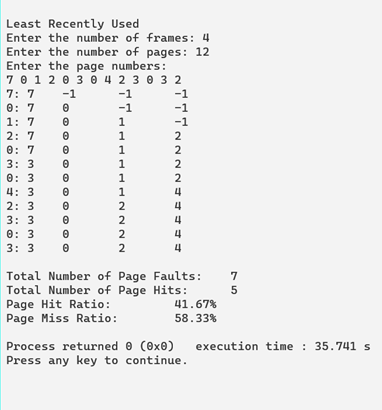 Least Recently Used
Enter the number of frames: 4
Enter the number of pages: 12
Enter the page numbers:
7 0 1 2 0 3 0 4 2 3 0 3 2
7: 7    -1      -1      -1
0: 7    0       -1      -1
1: 7    0       1       -1
2: 7    0       1       2
0: 7    0       1       2
3: 3    0       1       2
0: 3    0       1       2
4: 3    0       1       4
2: 3    0       2       4
3: 3    0       2       4
0: 3    0       2       4
3: 3    0       2       4
Total Number of Page Faults:    7
Total Number of Page Hits:      5
Page Hit Ratio:         41.67%
Page Miss Ratio:        58.33%
Process returned 0 (0x0)   execution time : 35.741 s
Press any key to continue.